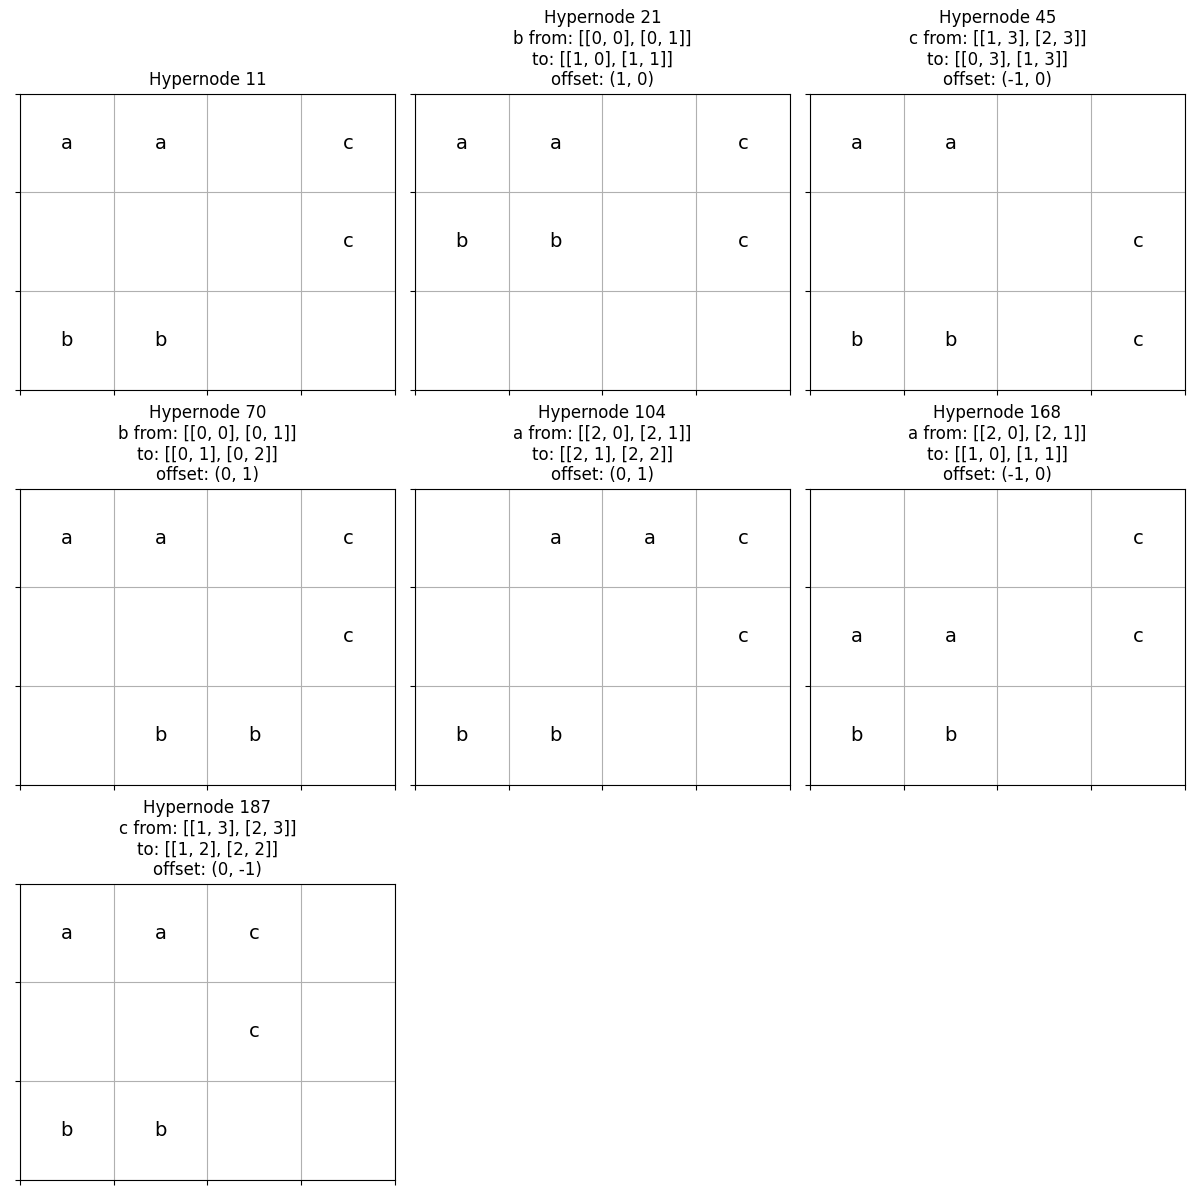 Hypernode 11
a a c
c
b b
Hypernode 21
b from: [[0, 0], [0, 1]]
to: [[1, 0], [1, 1]]
offset: (1, 0)
a a c
b b c
Hypernode 45
c from: [[1, 3], [2, 3]]
to: [[0, 3], [1, 3]]
offset: (-1, 0)
a a
c
b b c
Hypernode 70
b from: [[0, 0], [0, 1]]
to: [[0, 1], [0, 2]]
offset: (0, 1)
a a c
c
b b
Hypernode 104
a from: [[2, 0], [2, 1]]
to: [[2, 1], [2, 2]]
offset: (0, 1)
a a c
c
b b
Hypernode 168
a from: [[2, 0], [2, 1]]
to: [[1, 0], [1, 1]]
offset: (-1, 0)
c
a a c
b b
Hypernode 187
c from: [[1, 3], [2, 3]]
to: [[1, 2], [2, 2]]
offset: (0, -1)
a a c
c
b b